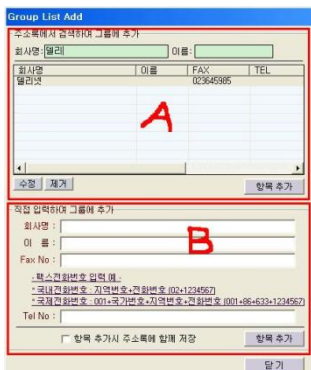 Group List Add
주소록에서 검색하여 그룹에 추가
회사명: 델리 이름:
회사명 이름 FAX TEL
델리넷 023645985
A
수정 제거 항목 추가
직접 입력하여 그룹에 추가
회사명 :
이 름 :
Fax No :
B
- 팩스전화번호 입력 예 -
* 국내전화번호 : 지역번호+전화번호 (02+1234567)
* 국제전화번호 : 001+국가번호+지역번호+전화번호 (001+86+633+1234567)
Tel No :
항목 추가시 주소록에 함께 저장 항목 추가
닫기